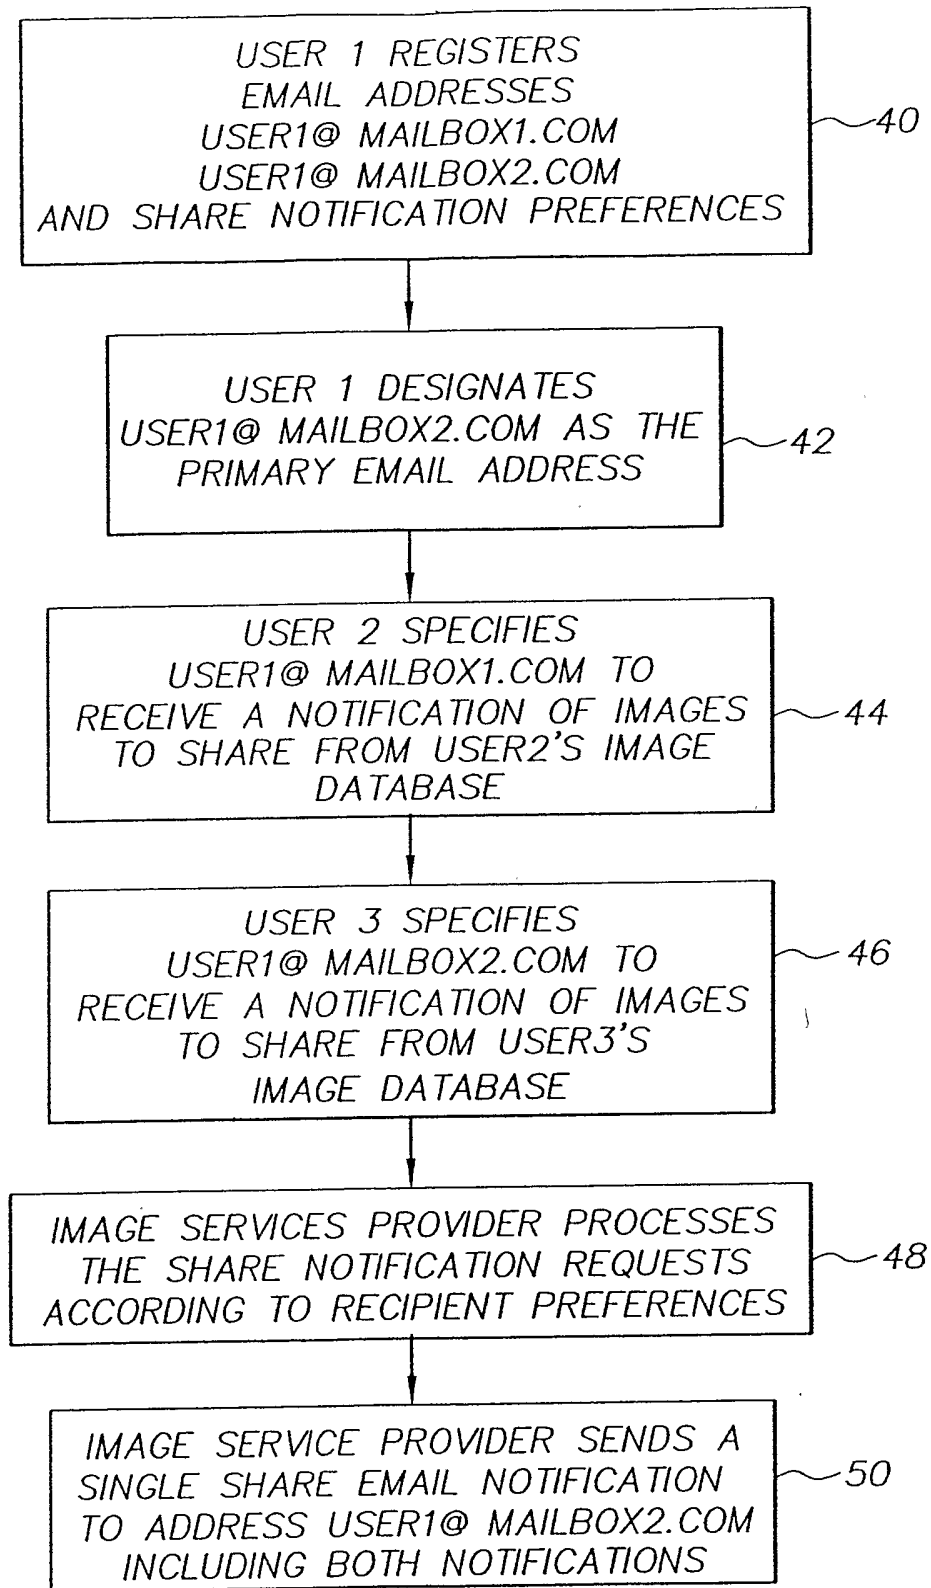 USER 1 REGISTERS
EMAIL ADDRESSES
USER1@ MAILBOX1.COM
USER1@ MAILBOX2.COM
AND SHARE NOTIFICATION PREFERENCES
40
USER 1 DESIGNATES
USER1@ MAILBOX2.COM AS THE
PRIMARY EMAIL ADDRESS
42
USER 2 SPECIFIES
USER1@ MAILBOX1.COM TO
RECEIVE A NOTIFICATION OF IMAGES
TO SHARE FROM USER2'S IMAGE
DATABASE
44
USER 3 SPECIFIES
USER1@ MAILBOX2.COM TO
RECEIVE A NOTIFICATION OF IMAGES
TO SHARE FROM USER3'S
IMAGE DATABASE
46
IMAGE SERVICES PROVIDER PROCESSES
THE SHARE NOTIFICATION REQUESTS
ACCORDING TO RECIPIENT PREFERENCES
48
IMAGE SERVICE PROVIDER SENDS A
SINGLE SHARE EMAIL NOTIFICATION
TO ADDRESS USER1@ MAILBOX2.COM
INCLUDING BOTH NOTIFICATIONS
50